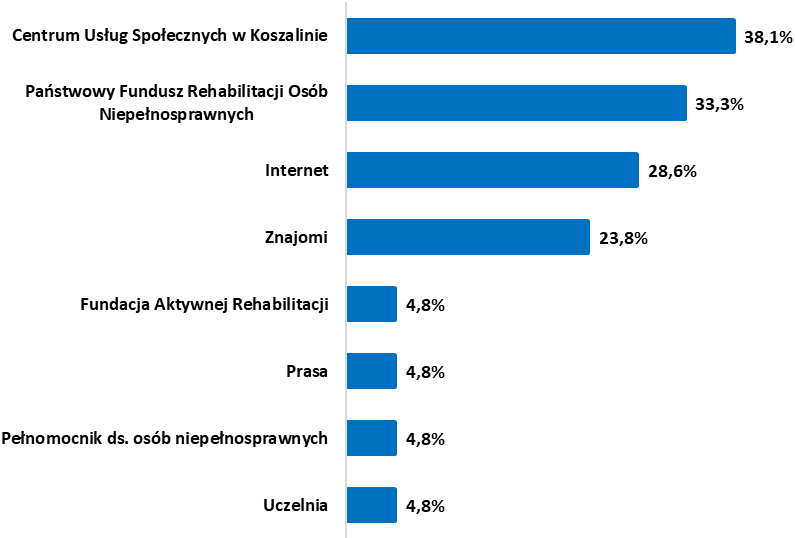 Centrum Usług Społecznych w Koszalinie
38,1%
Państwowy Fundusz Rehabilitacji Osób
Niepełnosprawnych
33,3%
Internet
28,6%
Znajomi
23,8%
Fundacja Aktywnej Rehabilitacji
4,8%
Prasa
4,8%
Pełnomocnik ds. osób niepełnosprawnych
4,8%
Uczelnia
4,8%